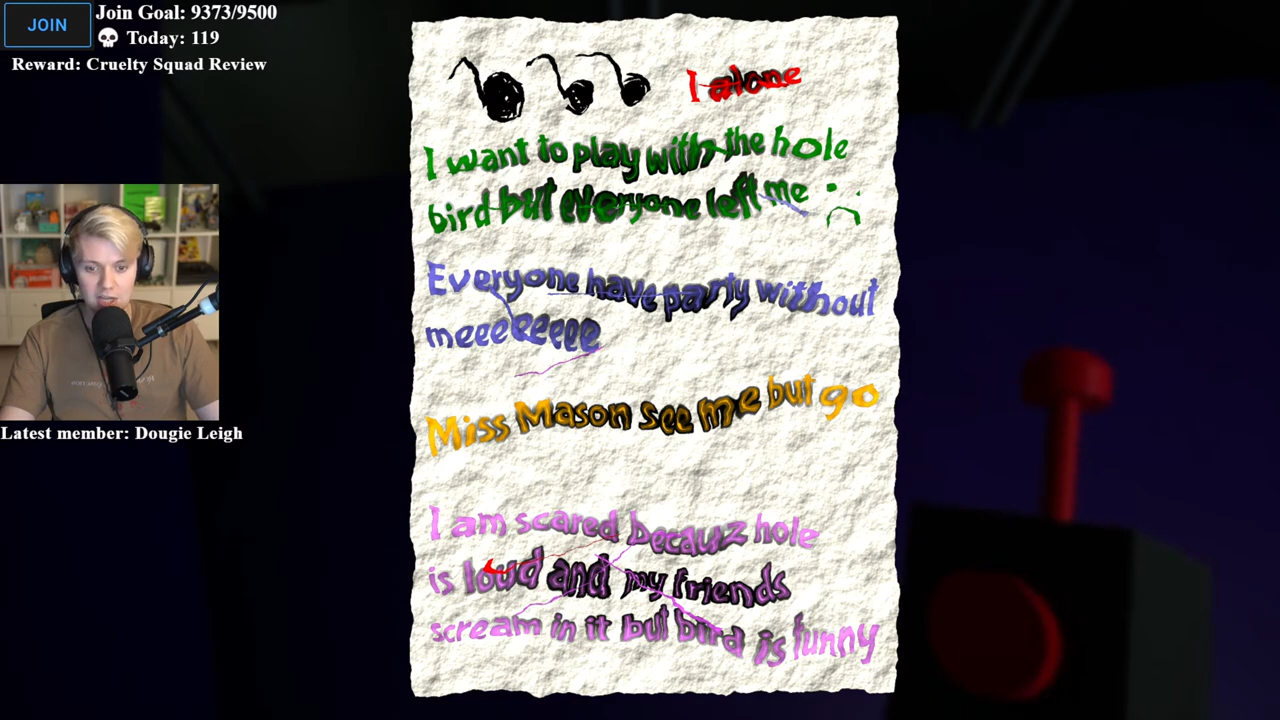 JOIN
Join Goal: 9373/9500
Today: 119
Reward: Cruelty Squad Review
I alone
I want to play with the hole
bird but everyone left me
Everyone have party without
meeeeeeee
Miss Mason see me but go
I am scared becauz hole
is loud and my friends
scream in it but bird is funny
Latest member: Dougie Leigh